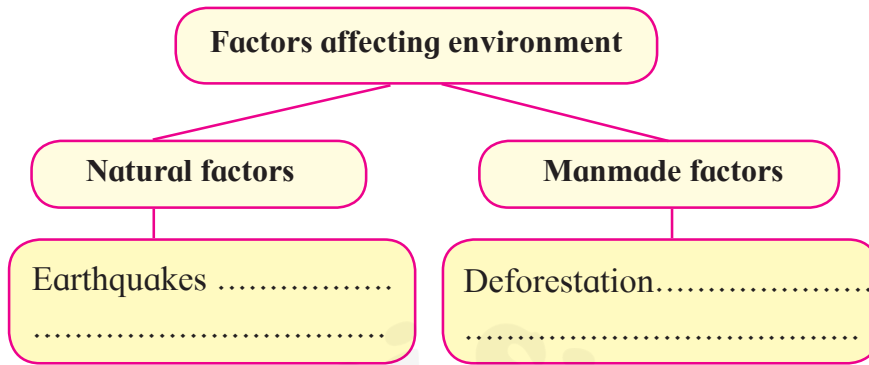 Factors affecting environment
Natural factors
Manmade factors
Earthquakes .................
..................................
Deforestation.....................
......................................